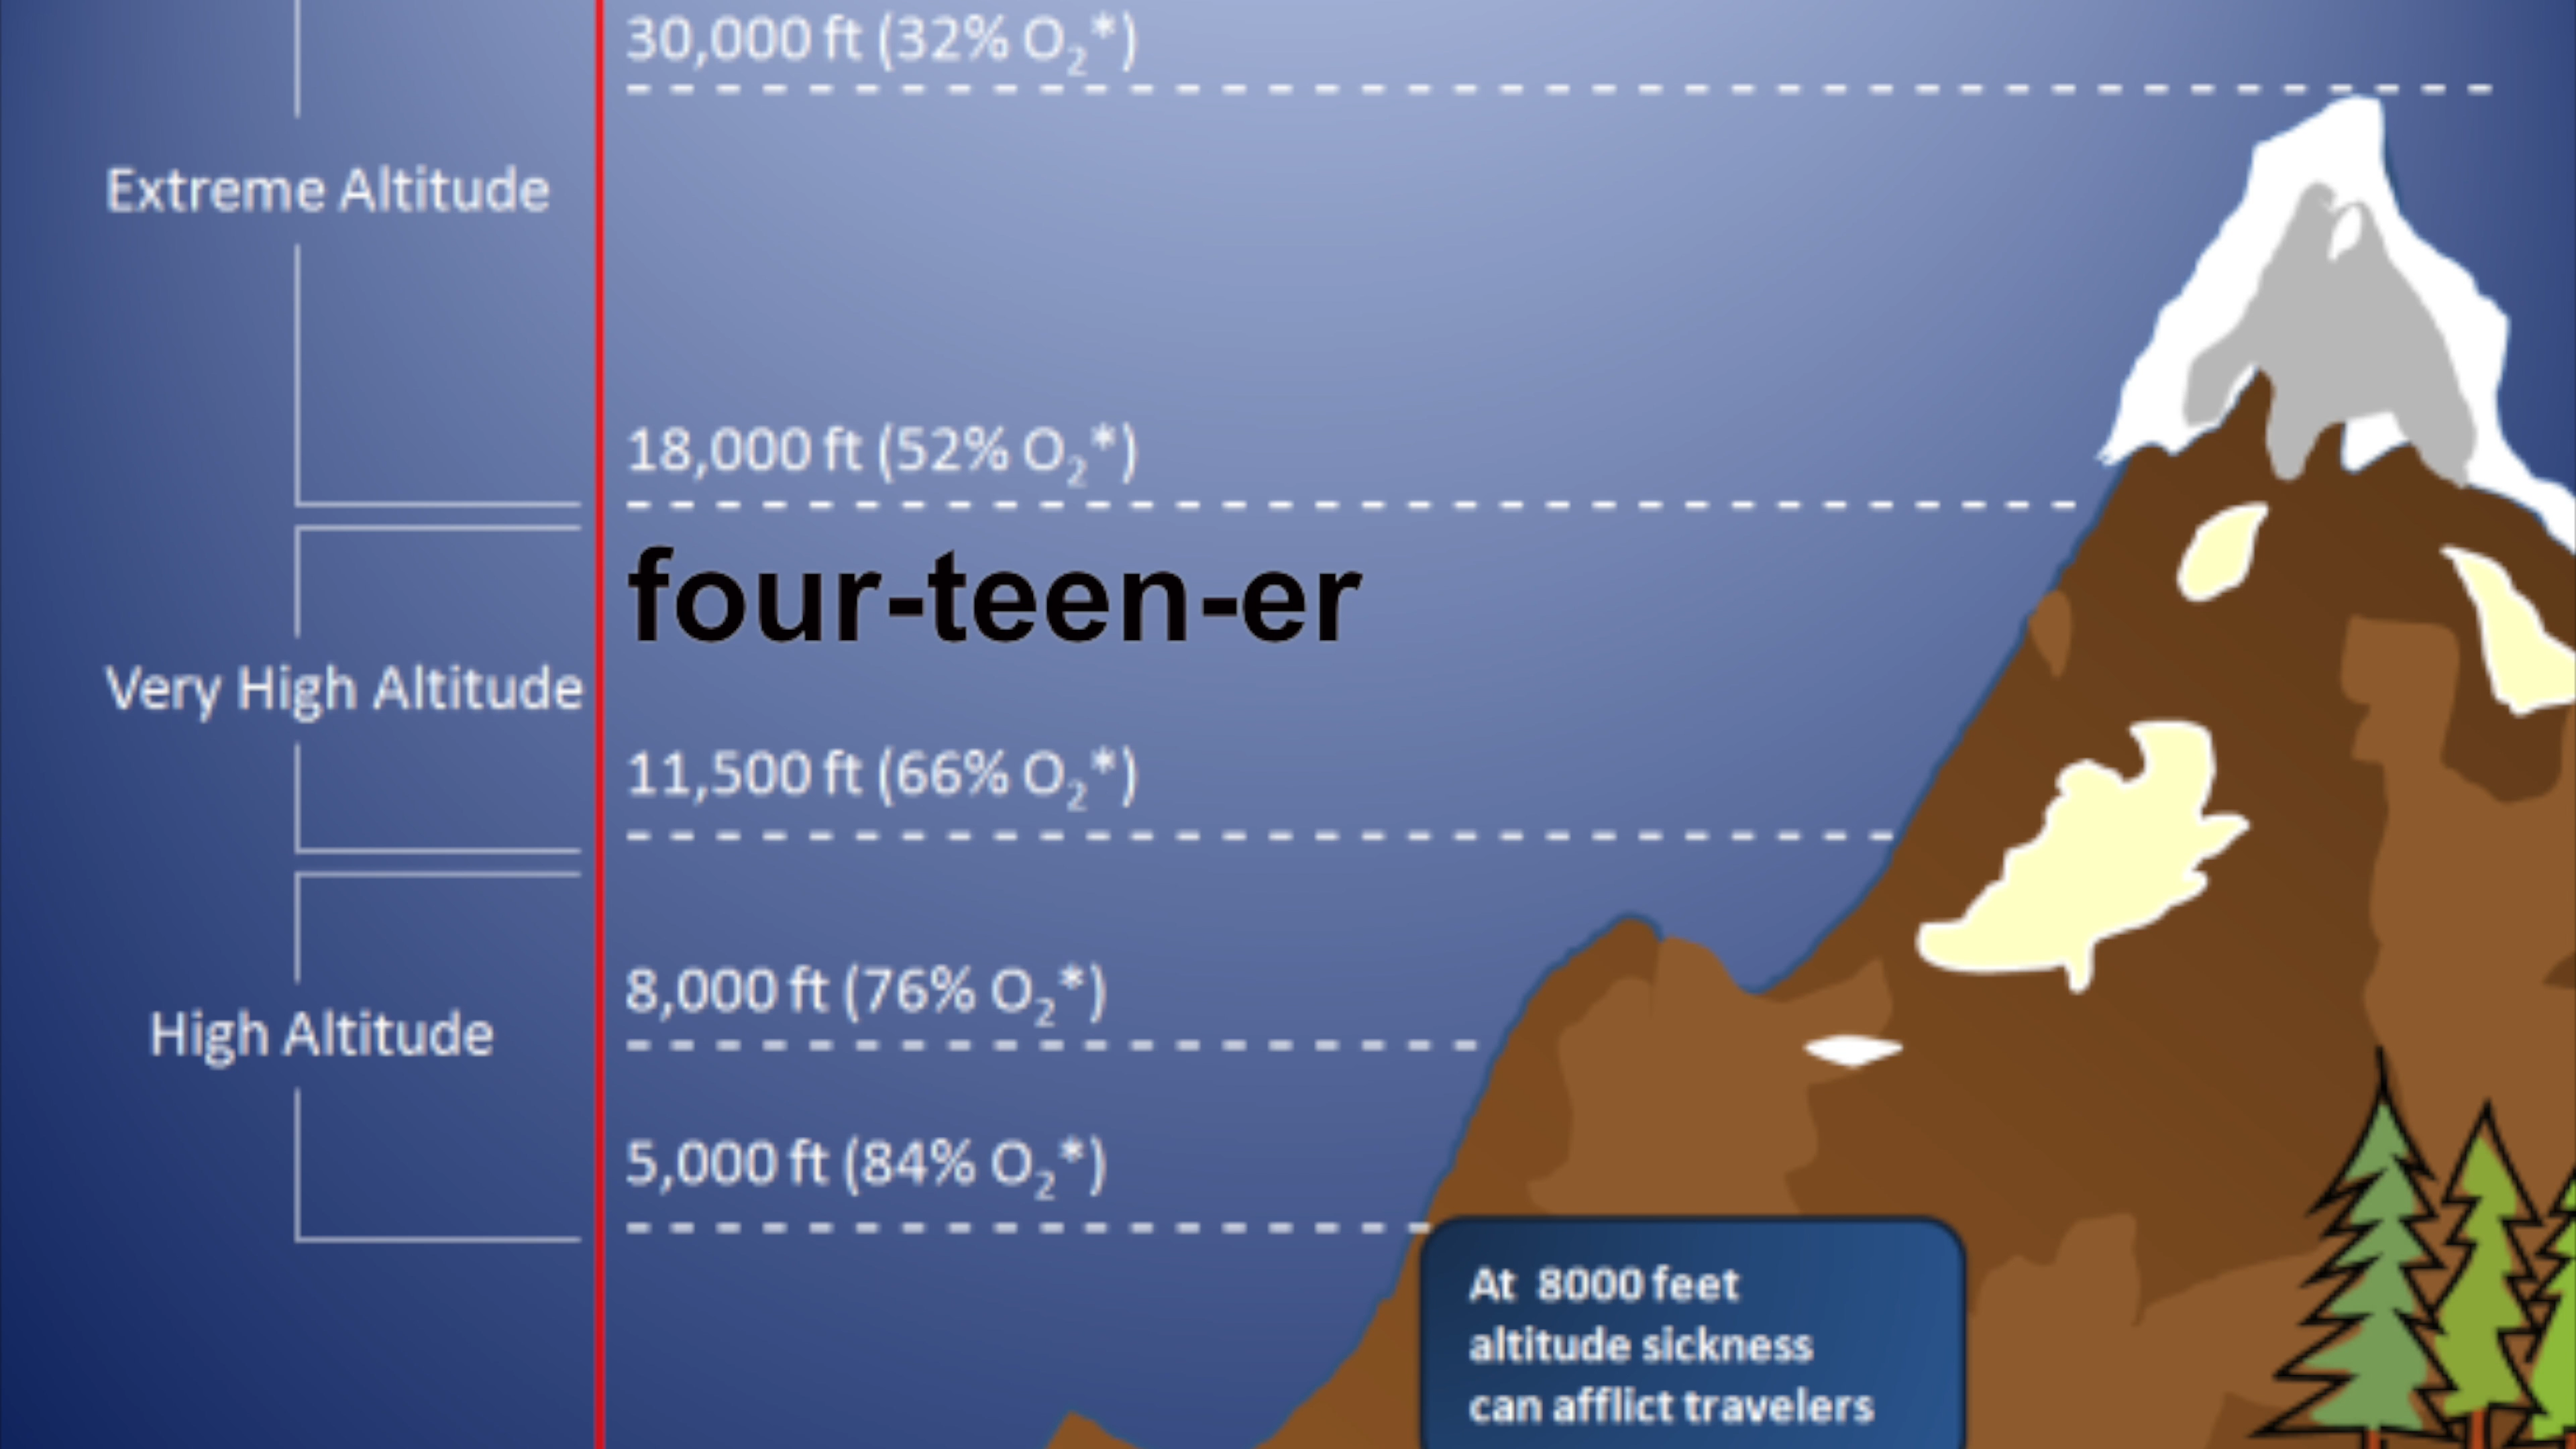 30,000 ft (32% O₂*)
Extreme Altitude
18,000 ft (52% O₂*)
four-teen-er
Very High Altitude
11,500 ft (66% O₂*)
8,000 ft (76% O₂*)
High Altitude
5,000 ft (84% O₂*)
At 8000 feet
altitude sickness
can afflict travelers